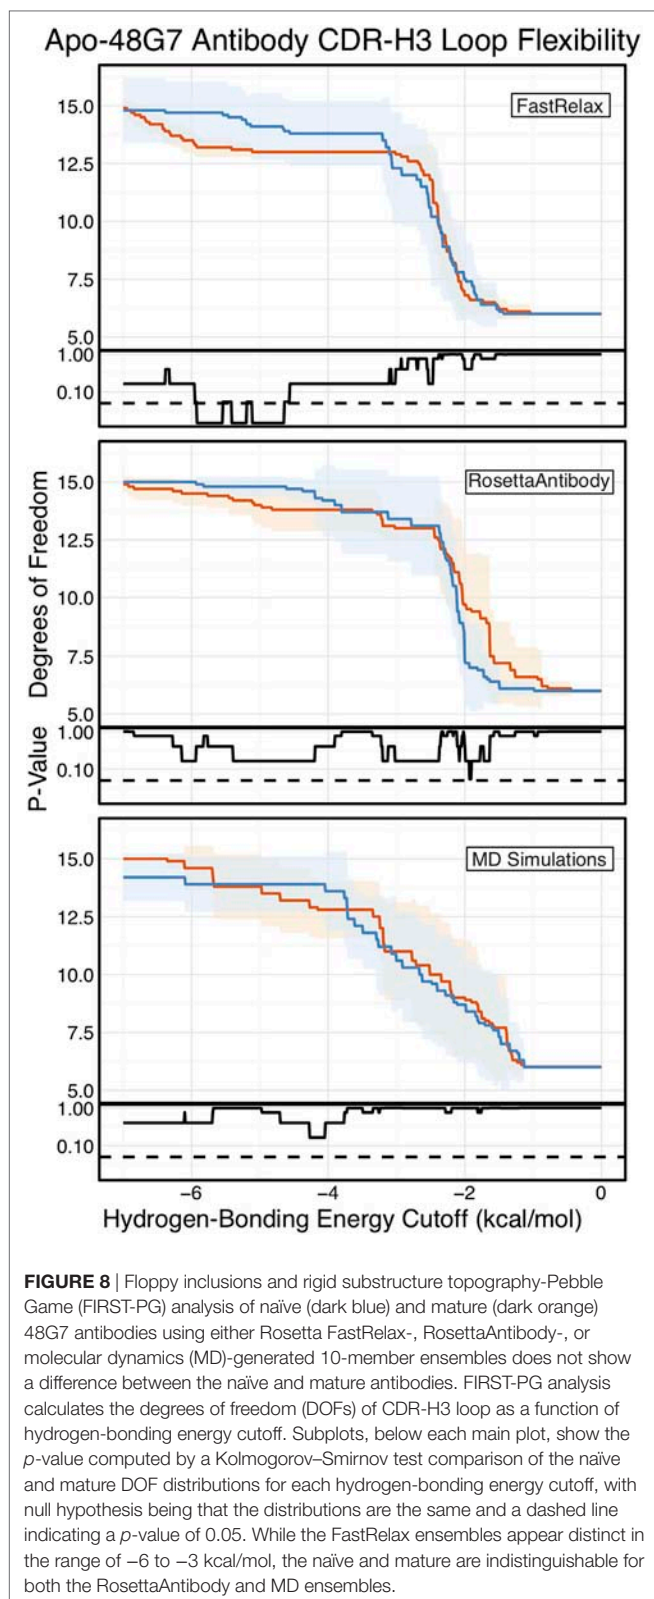 Apo-48G7 Antibody CDR-H3 Loop Flexibility
FastRelax
15.0
12.5
10.0
7.5
5.0
1.00
0.10
RosettaAntibody
15.0
12.5
10.0
7.5
5.0
1.00
0.10
Degrees of Freedom
P-Value
MD Simulations
15.0
12.5
10.0
7.5
5.0
1.00
0.10
−6 −4 −2 0
Hydrogen-Bonding Energy Cutoff (kcal/mol)
FIGURE 8 | Floppy inclusions and rigid substructure topography-Pebble
Game (FIRST-PG) analysis of naïve (dark blue) and mature (dark orange)
48G7 antibodies using either Rosetta FastRelax-, RosettaAntibody-, or
molecular dynamics (MD)-generated 10-member ensembles does not show
a difference between the naïve and mature antibodies. FIRST-PG analysis
calculates the degrees of freedom (DOFs) of CDR-H3 loop as a function of
hydrogen-bonding energy cutoff. Subplots, below each main plot, show the
p-value computed by a Kolmogorov–Smirnov test comparison of the naïve
and mature DOF distributions for each hydrogen-bonding energy cutoff, with
null hypothesis being that the distributions are the same and a dashed line
indicating a p-value of 0.05. While the FastRelax ensembles appear distinct in
the range of −6 to −3 kcal/mol, the naïve and mature are indistinguishable for
both the RosettaAntibody and MD ensembles.